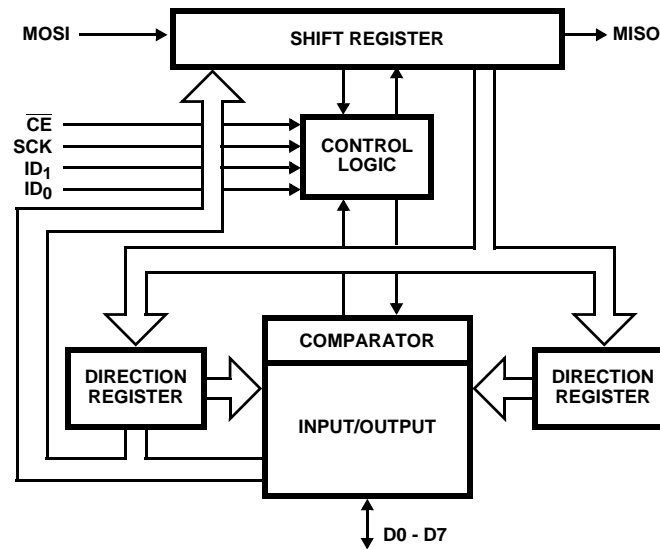 MOSI
SHIFT REGISTER
MISO
CE
SCK
ID1
ID0
CONTROL
LOGIC
COMPARATOR
DIRECTION
REGISTER
INPUT/OUTPUT
DIRECTION
REGISTER
D0 - D7